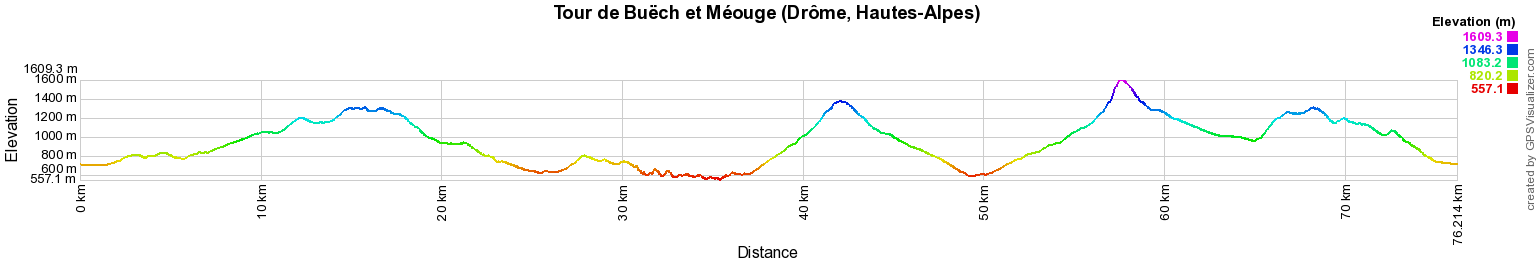 Tour de Buëch et Méouge (Drôme, Hautes-Alpes)
Elevation (m)
1609.3
1346.3
1083.2
820.2
557.1
1609.3 m
1600 m
1400 m
1200 m
1000 m
800 m
600 m
557.1 m
Elevation
0 km
10 km
20 km
30 km
40 km
50 km
60 km
70 km
76.214 km
Distance
created by GPSVisualizer.com